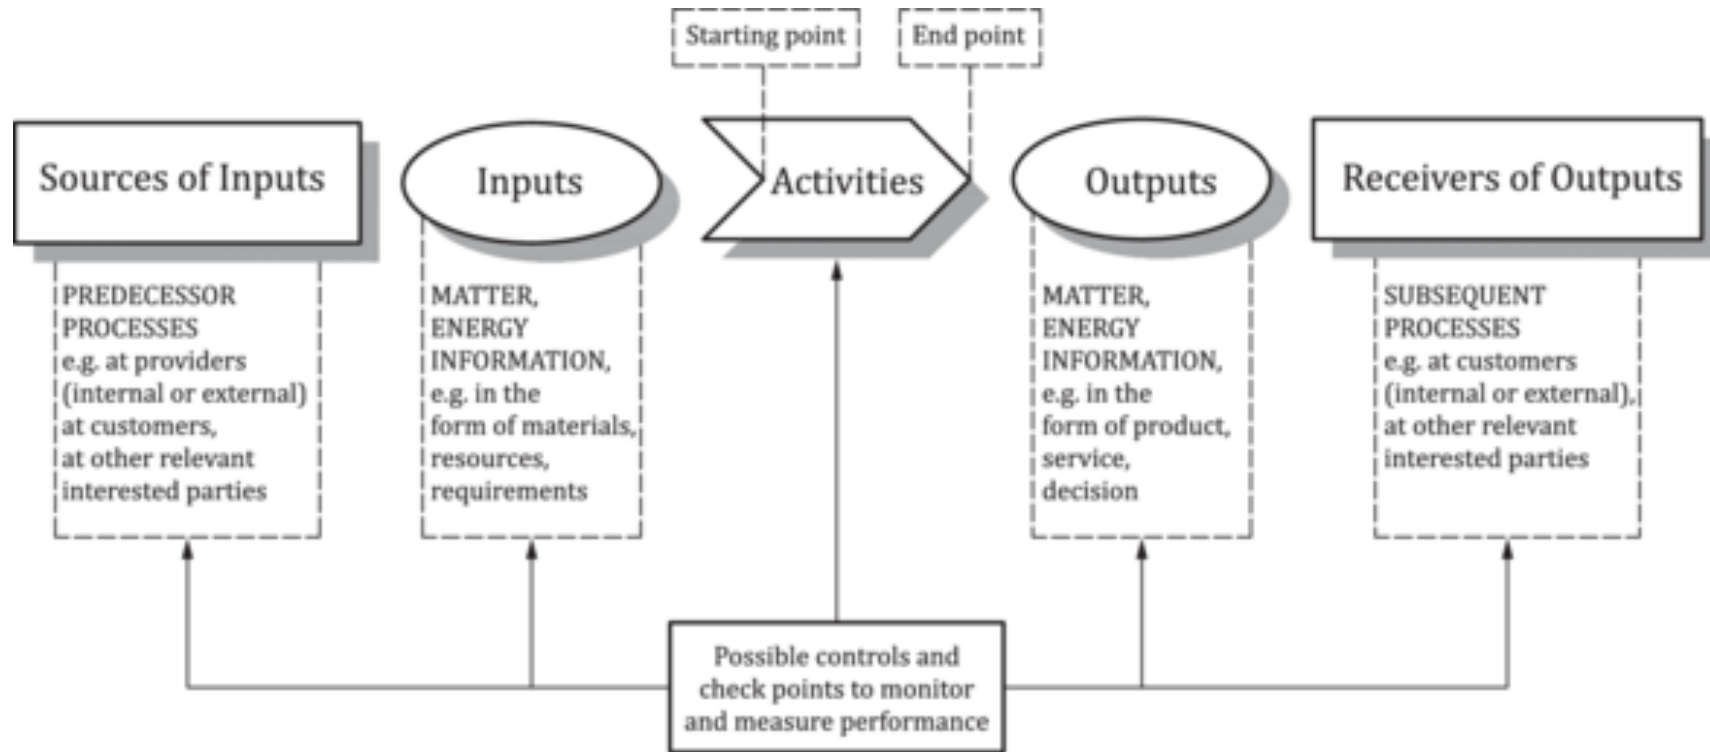 Starting point
End point
Sources of Inputs
Inputs
Activities
Outputs
Receivers of Outputs
PREDECESSOR
PROCESSES
e.g. at providers
(internal or external)
at customers,
at other relevant
interested parties
MATTER,
ENERGY
INFORMATION,
e.g. in the
form of materials,
resources,
requirements
MATTER,
ENERGY
INFORMATION,
e.g. in the
form of product,
service,
decision
SUBSEQUENT
PROCESSES
e.g. at customers
(internal or external),
at other relevant
interested parties
Possible controls and
check points to monitor
and measure performance